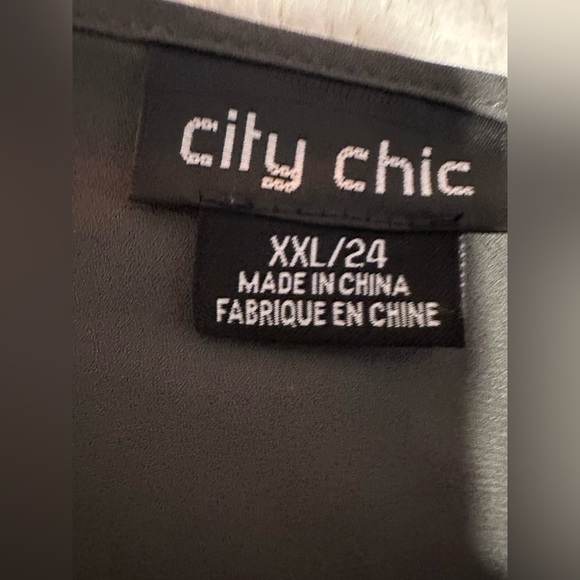 city chic
XXL/24
MADE IN CHINA
FABRIQUE EN CHINE